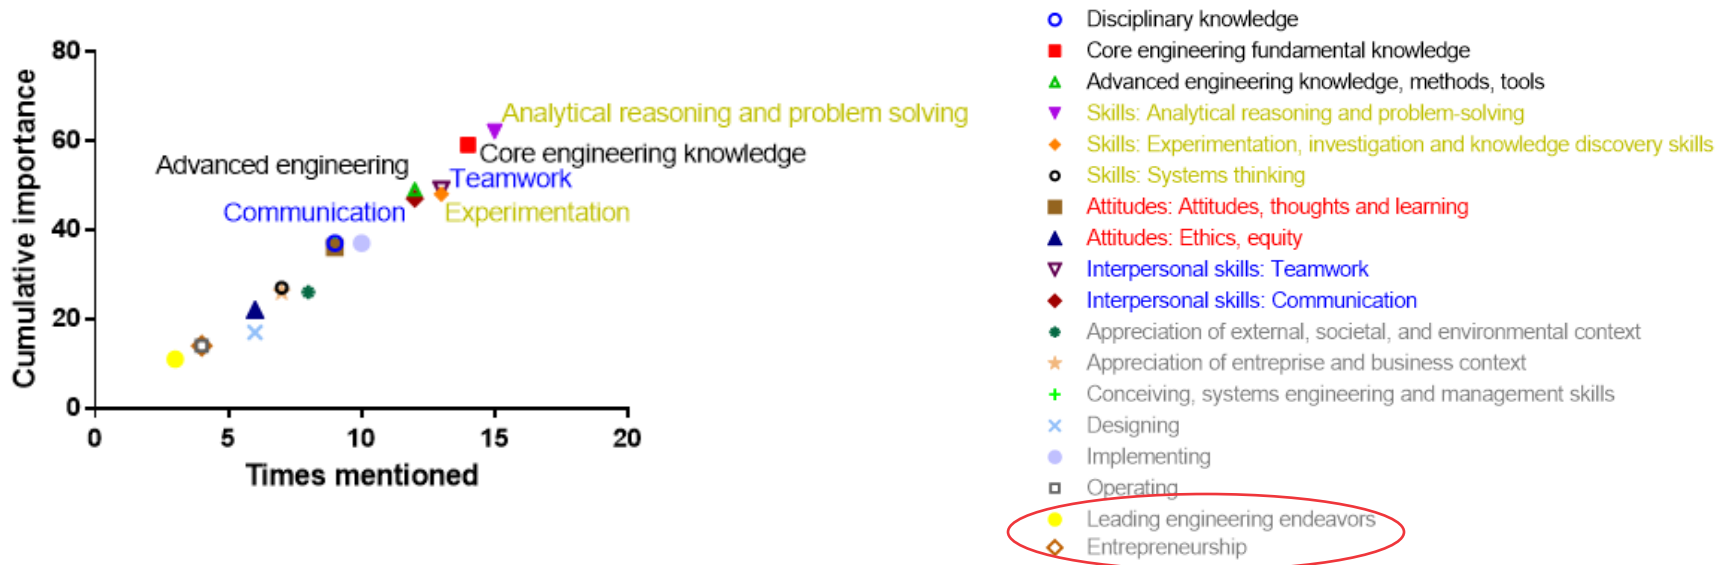 Cumulative importance
80
60
40
20
0
0 5 10 15 20
Times mentioned
Analytical reasoning and problem solving
Core engineering knowledge
Advanced engineering
Teamwork
Communication
Experimentation
Disciplinary knowledge
Core engineering fundamental knowledge
Advanced engineering knowledge, methods, tools
Skills: Analytical reasoning and problem-solving
Skills: Experimentation, investigation and knowledge discovery skills
Skills: Systems thinking
Attitudes: Attitudes, thoughts and learning
Attitudes: Ethics, equity
Interpersonal skills: Teamwork
Interpersonal skills: Communication
Appreciation of external, societal, and environmental context
Appreciation of entreprise and business context
Conceiving, systems engineering and management skills
Designing
Implementing
Operating
Leading engineering endeavors
Entrepreneurship